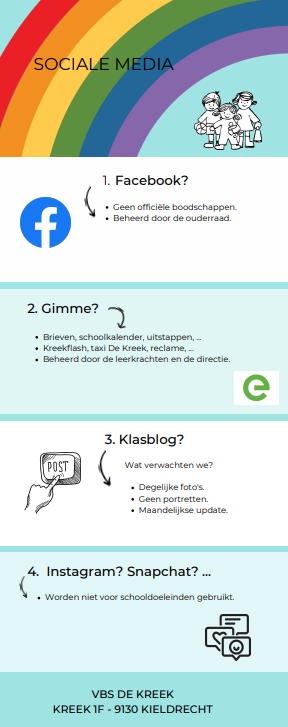 SOCIALE MEDIA
1. Facebook?
• Geen officiële boodschappen.
• Beheerd door de ouderraad.
2. Gimme?
• Brieven, schoolkalender, uitstappen, ...
• Kreekflash, taxi De Kreek, reclame, ...
• Beheerd door de leerkrachten en de directie.
3. Klasblog?
POST
Wat verwachten we?
• Degelijke foto's.
• Geen portretten.
• Maandelijkse update.
4. Instagram? Snapchat? ...
• Worden niet voor schooldoeleinden gebruikt.
VBS DE KREEK
KREEK 1F - 9130 KIELDRECHT